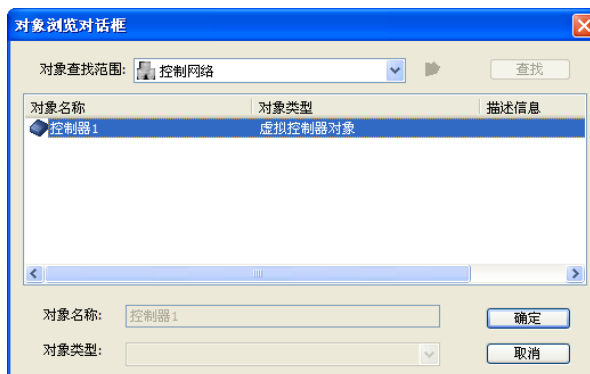 对象浏览对话框
对象查找范围: 控制网络 查找
对象名称 对象类型 描述信息
控制器1 虚拟控制器对象
对象名称: 控制器1 确定
对象类型: 取消